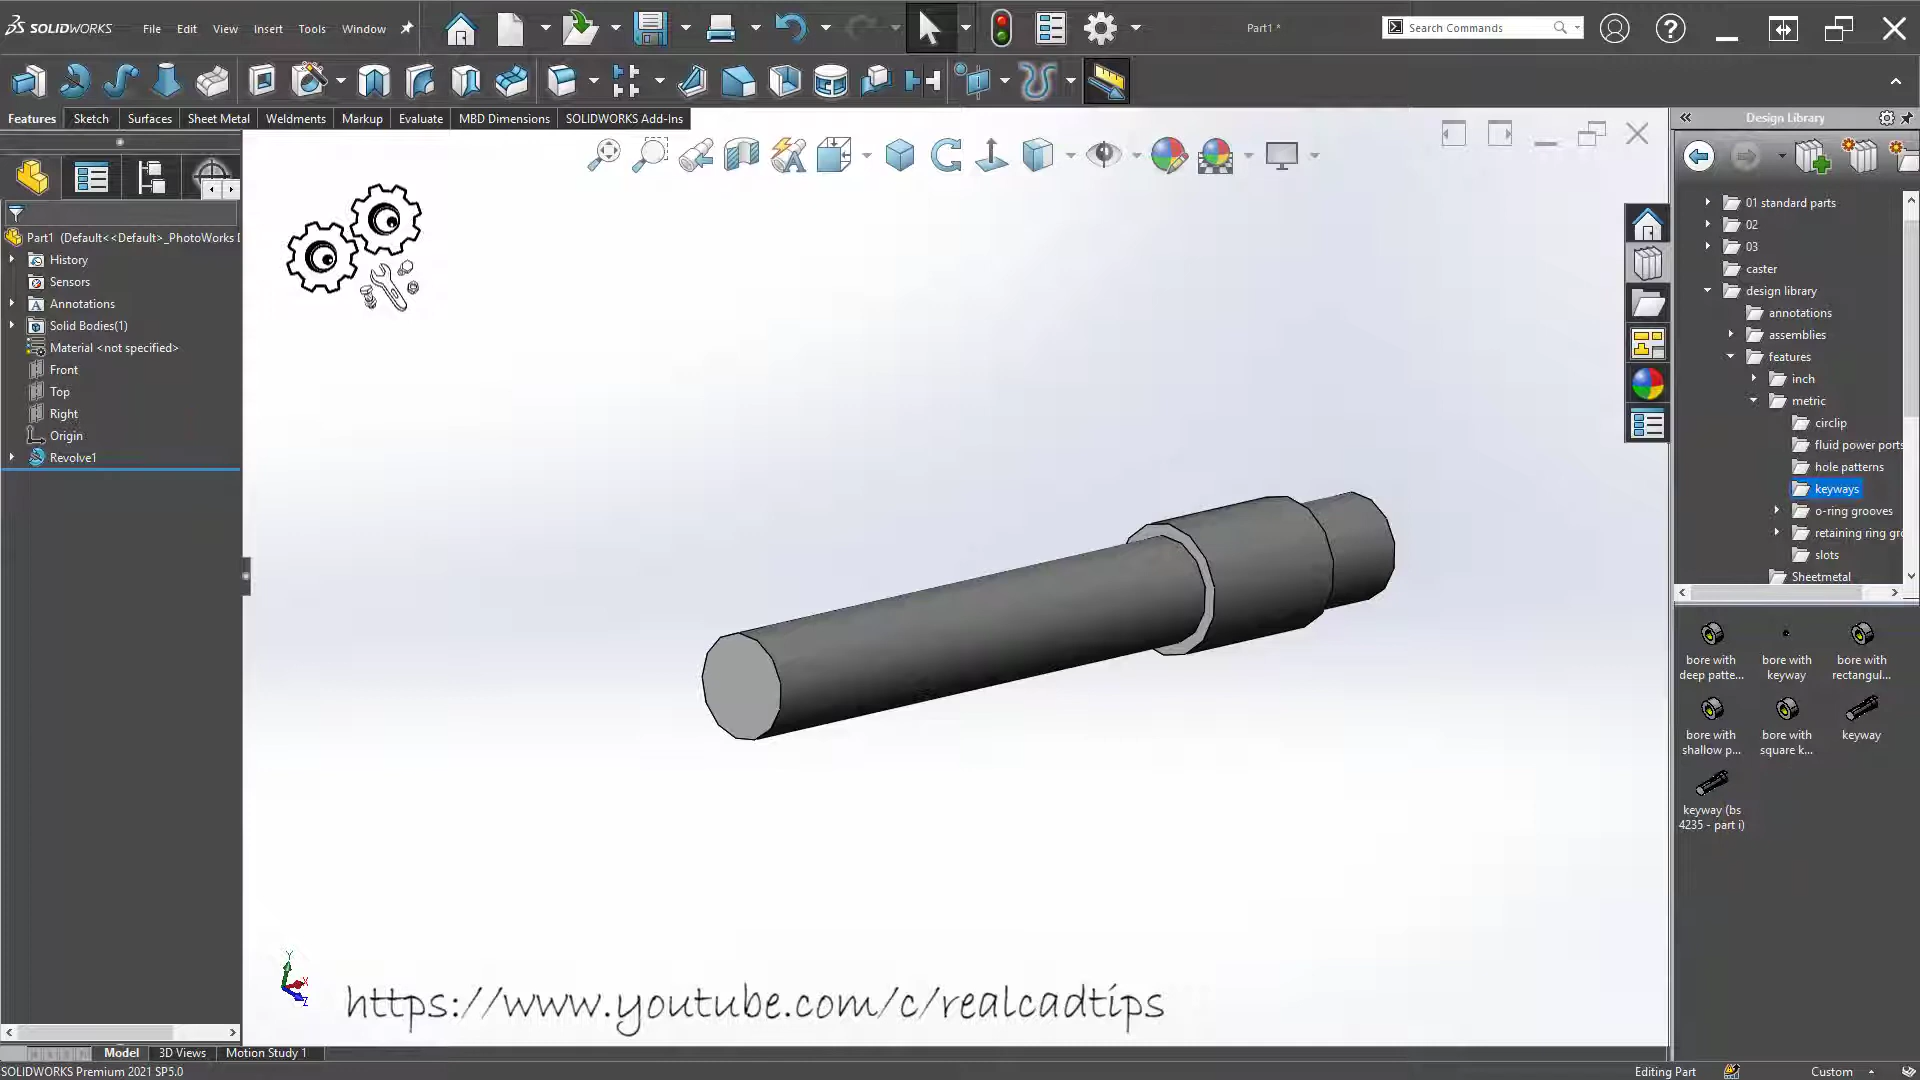 SOLIDWORKS File Edit View Insert Tools Window Part1 * Search Commands
Features Sketch Surfaces Sheet Metal Weldments Markup Evaluate MBD Dimensions SOLIDWORKS Add-Ins
Part1 (Default<<Default>_PhotoWorks
History
Sensors
Annotations
Solid Bodies(1)
Material <not specified>
Front
Top
Right
Origin
Revolve1
Design Library
01 standard parts
02
03
caster
design library
annotations
assemblies
features
inch
metric
circlip
fluid power ports
hole patterns
keyways
o-ring grooves
retaining ring gro
slots
Sheetmetal
bore with deep patte...
bore with keyway
bore with rectangul...
bore with shallow p...
bore with square k...
keyway
keyway (bs 4235 - part i)
Y
X
Z
https://www.youtube.com/c/realcadtips
Model 3D Views Motion Study 1
SOLIDWORKS Premium 2021 SP5.0 Editing Part Custom